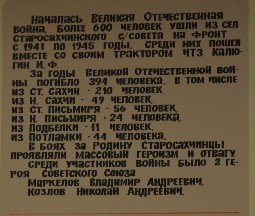 Началась Великая Отечественная
война. Более 600 человек ушли из сел
Старосахинского с/совета на фронт
с 1941 по 1945 годы. Среди них пошел
вместе со своим трактором ЧТЗ Калю-
гин И.Ф.
За годы Великой Отечественной вой-
ны погибло 394 человека. В том числе
из Ст. Сахчи - 210 человек
из Н. Сахчи - 49 человек
из Ст. Письмиря - 56 человек.
из Н. Письмиря - 24 человека.
из Подбелки - 11 человек.
из Потламки - 44 человека.
В боях за Родину старосахчинцы
проявляли массовый героизм и отвагу
Среди участников войны было 2 ге-
роя Советского Союза
Маркелов Владимир Андреевич,
Козлов Николай Андреевич.